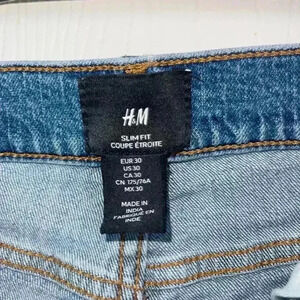 H&M
SLIM FIT
COUPE ÉTROITE
EUR 30
US 30
CA 30
CN 175/76A
MX 30
MADE IN
INDIA
FABRIQUÉ EN
INDE